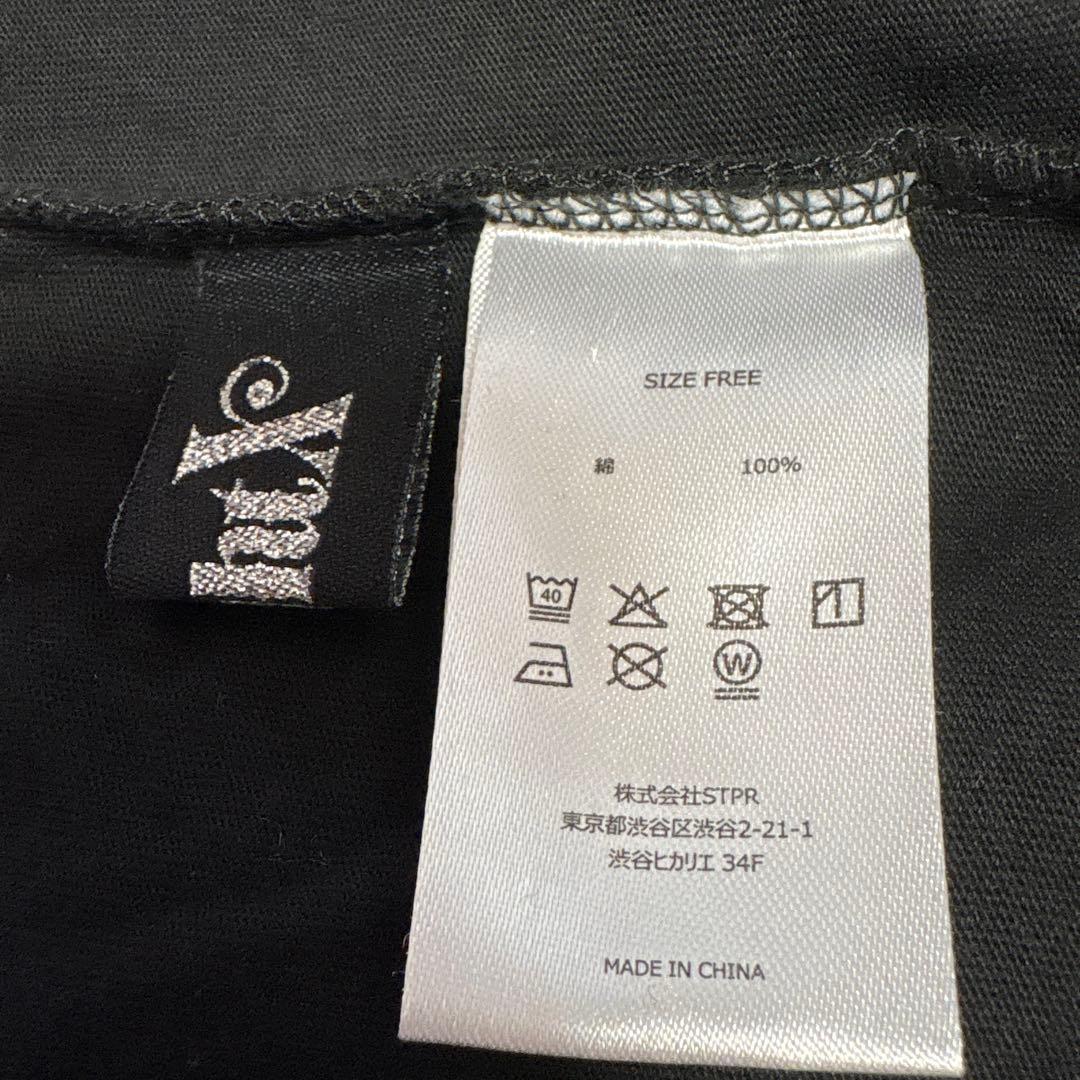 SIZE FREE
綿 100%
40
W
株式会社STPR
東京都渋谷区渋谷2-21-1
渋谷ヒカリエ 34F
MADE IN CHINA